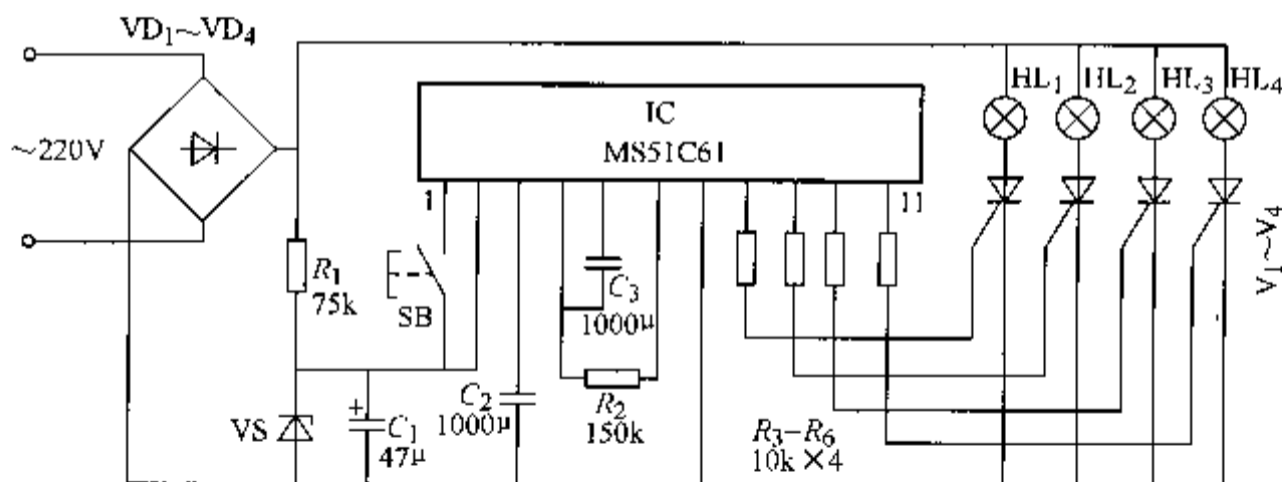 VD₁~VD₄
~220V
IC
MS51C61
1
11
HL₁
HL₂
HL₃
HL₄
V₁~V₄
R₁
75k
SB
C₃
1000μ
VS
C₁
47μ
C₂
1000μ
R₂
150k
R₃-R₆
10k×4